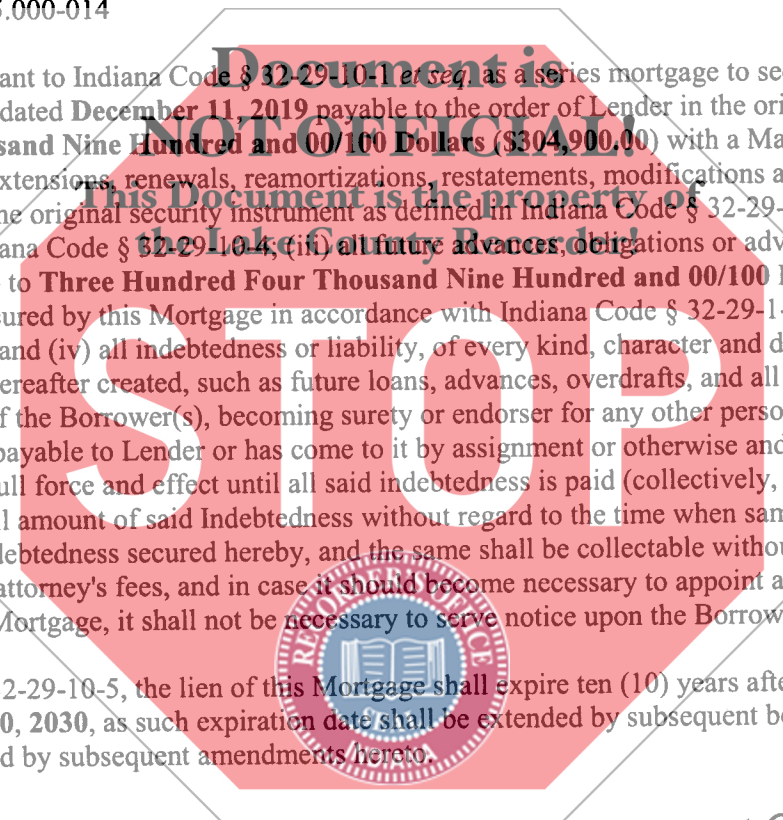 5.000-014
ant to Indiana Code § 32-29-10-1 et seq. as a series mortgage to se
dated December 11, 2019 payable to the order of Lender in the ori
sand Nine Hundred and 00/100 Dollars ($304,900.00) with a Ma
xtensions, renewals, reamortizations, restatements, modifications a
ne original security instrument as defined in Indiana Code § 32-29-
ana Code § 32-29-10-4; (iii) all future advances, obligations or adv
to Three Hundred Four Thousand Nine Hundred and 00/100
ured by this Mortgage in accordance with Indiana Code § 32-29-1-
and (iv) all indebtedness or liability, of every kind, character and d
ereafter created, such as future loans, advances, overdrafts, and all
f the Borrower(s), becoming surety or endorser for any other perso
payable to Lender or has come to it by assignment or otherwise and
ull force and effect until all said indebtedness is paid (collectively,
l amount of said Indebtedness without regard to the time when sam
debtedness secured hereby, and the same shall be collectable withou
attorney's fees, and in case it should become necessary to appoint a
Mortgage, it shall not be necessary to serve notice upon the Borrow
2-29-10-5, the lien of this Mortgage shall expire ten (10) years afte
0, 2030, as such expiration date shall be extended by subsequent
d by subsequent amendments hereto.
Document is
NOT OFFICIAL!
This Document is the property of
the Lake County Recorder!
STOP
RECORDER'S OFFICE
SEAL
INDIANA